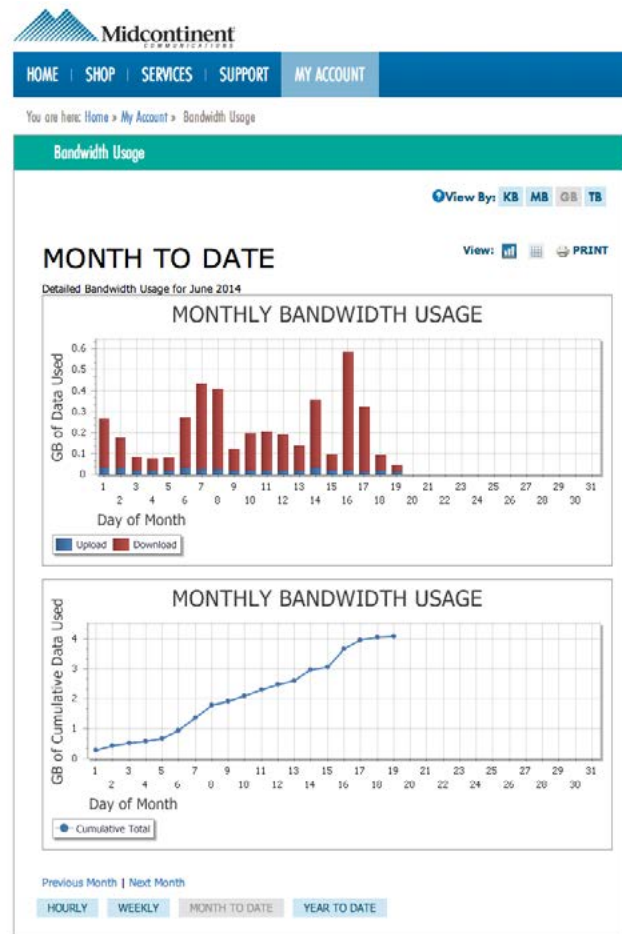 Midcontinent
COMMUNICATIONS
HOME | SHOP | SERVICES | SUPPORT MY ACCOUNT
You are here: Home » My Account » Bandwidth Usage
Bandwidth Usage
?View By: KB MB GB TB
MONTH TO DATE
View: PRINT
Detailed Bandwidth Usage for June 2014
MONTHLY BANDWIDTH USAGE
GB of Data Used
0.6
0.5
0.4
0.3
0.2
0.1
0
1 3 5 7 9 11 13 15 17 19 21 23 25 27 29 31
2 4 6 8 10 12 14 16 18 20 22 24 26 28 30
Day of Month
Upload Download
MONTHLY BANDWIDTH USAGE
GB of Cumulative Data Used
4
3
2
1
0
1 3 5 7 9 11 13 15 17 19 21 23 25 27 29 31
2 4 6 8 10 12 14 16 18 20 22 24 26 28 30
Day of Month
Cumulative Total
Previous Month | Next Month
HOURLY WEEKLY MONTH TO DATE YEAR TO DATE